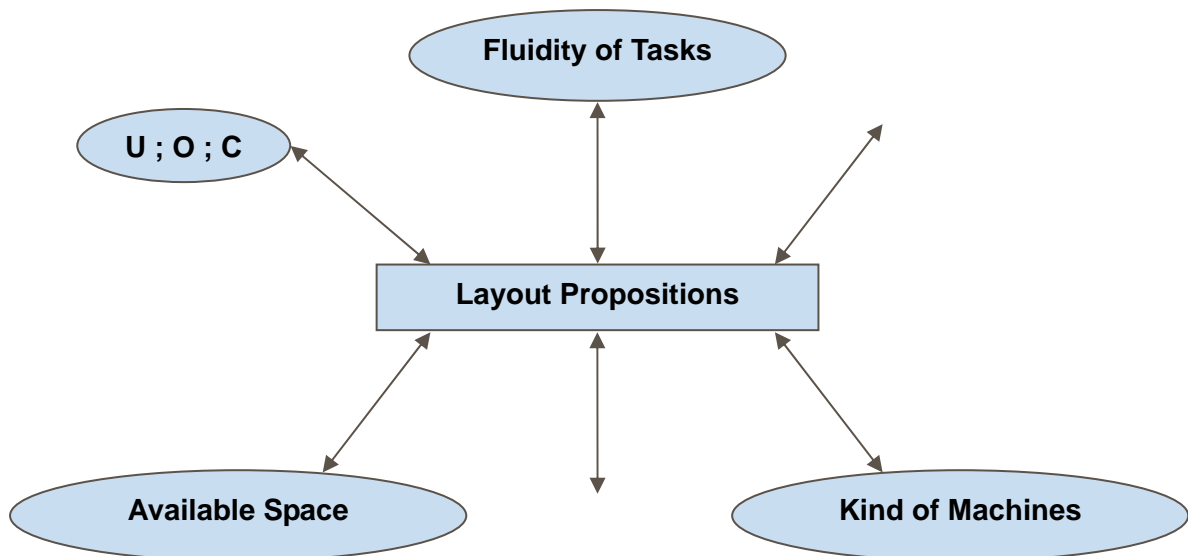 Fluidity of Tasks
U ; O ; C
Layout Propositions
Available Space
Kind of Machines